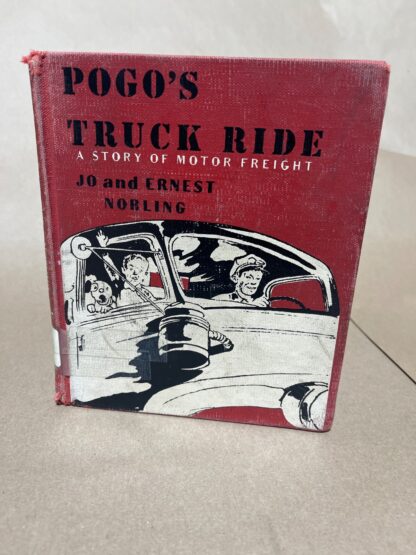 POGO'S
TRUCK RIDE
A STORY OF MOTOR FREIGHT
JO and ERNEST
NORLING